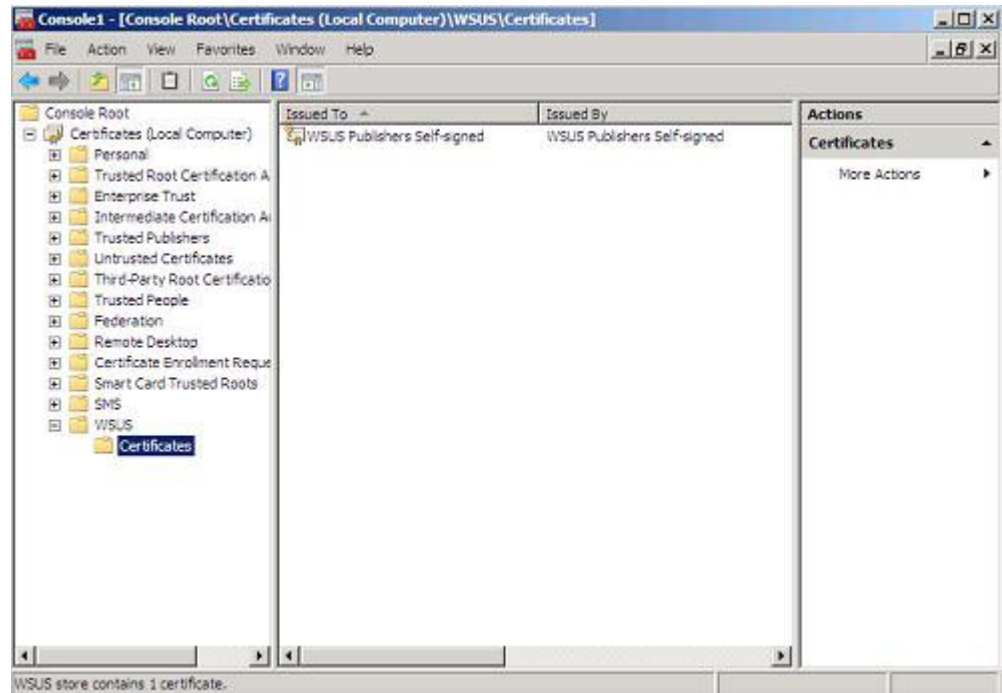 Console1 - [Console Root\Certificates (Local Computer)\WSUS\Certificates]
File Action View Favorites Window Help
Console Root
Certificates (Local Computer)
Personal
Trusted Root Certification A
Enterprise Trust
Intermediate Certification A
Trusted Publishers
Untrusted Certificates
Third-Party Root Certificatio
Trusted People
Federation
Remote Desktop
Certificate Enrollment Reque
Smart Card Trusted Roots
SMS
WSUS
Certificates
Issued To Issued By
WSUS Publishers Self-signed WSUS Publishers Self-signed
Actions
Certificates
More Actions
WSUS store contains 1 certificate.